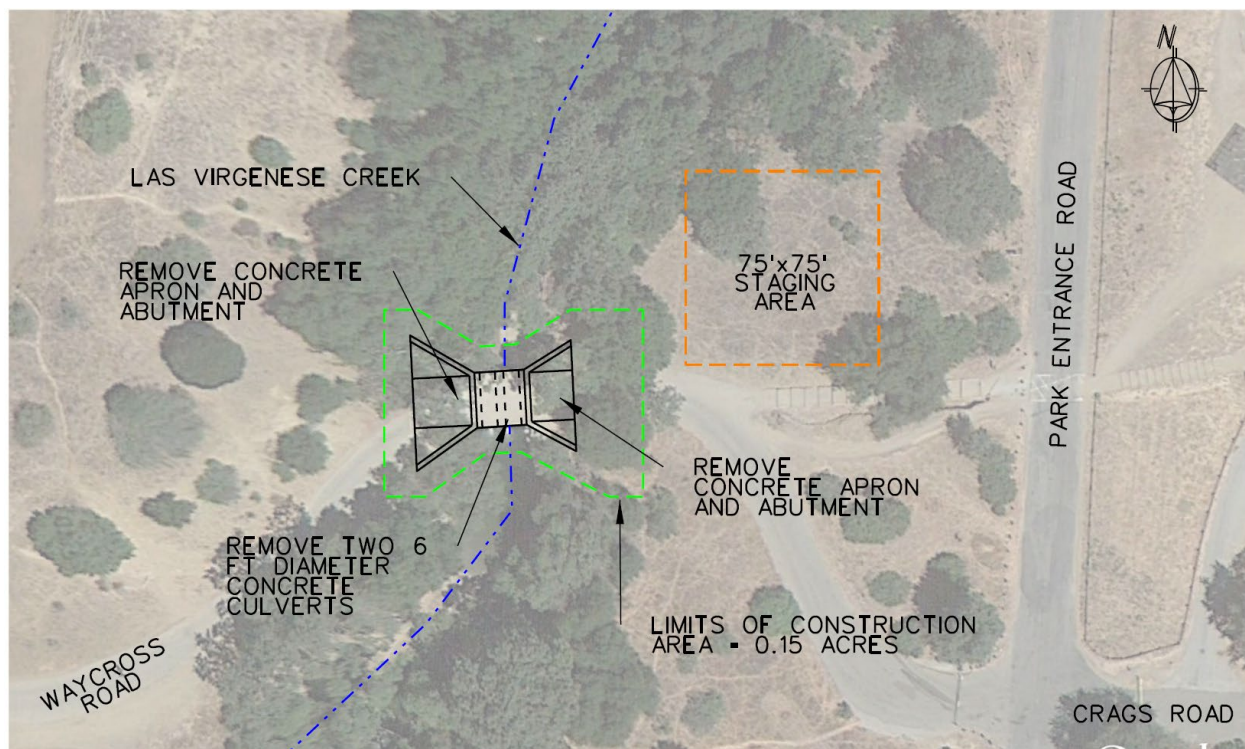 N
LAS VIRGENESE CREEK
REMOVE CONCRETE
APRON AND
ABUTMENT
75'x75'
STAGING
AREA
PARK ENTRANCE ROAD
REMOVE
CONCRETE APRON
AND ABUTMENT
REMOVE TWO 6
FT DIAMETER
CONCRETE
CULVERTS
LIMITS OF CONSTRUCTION
AREA - 0.15 ACRES
WAYCROSS
ROAD
CRAGS ROAD